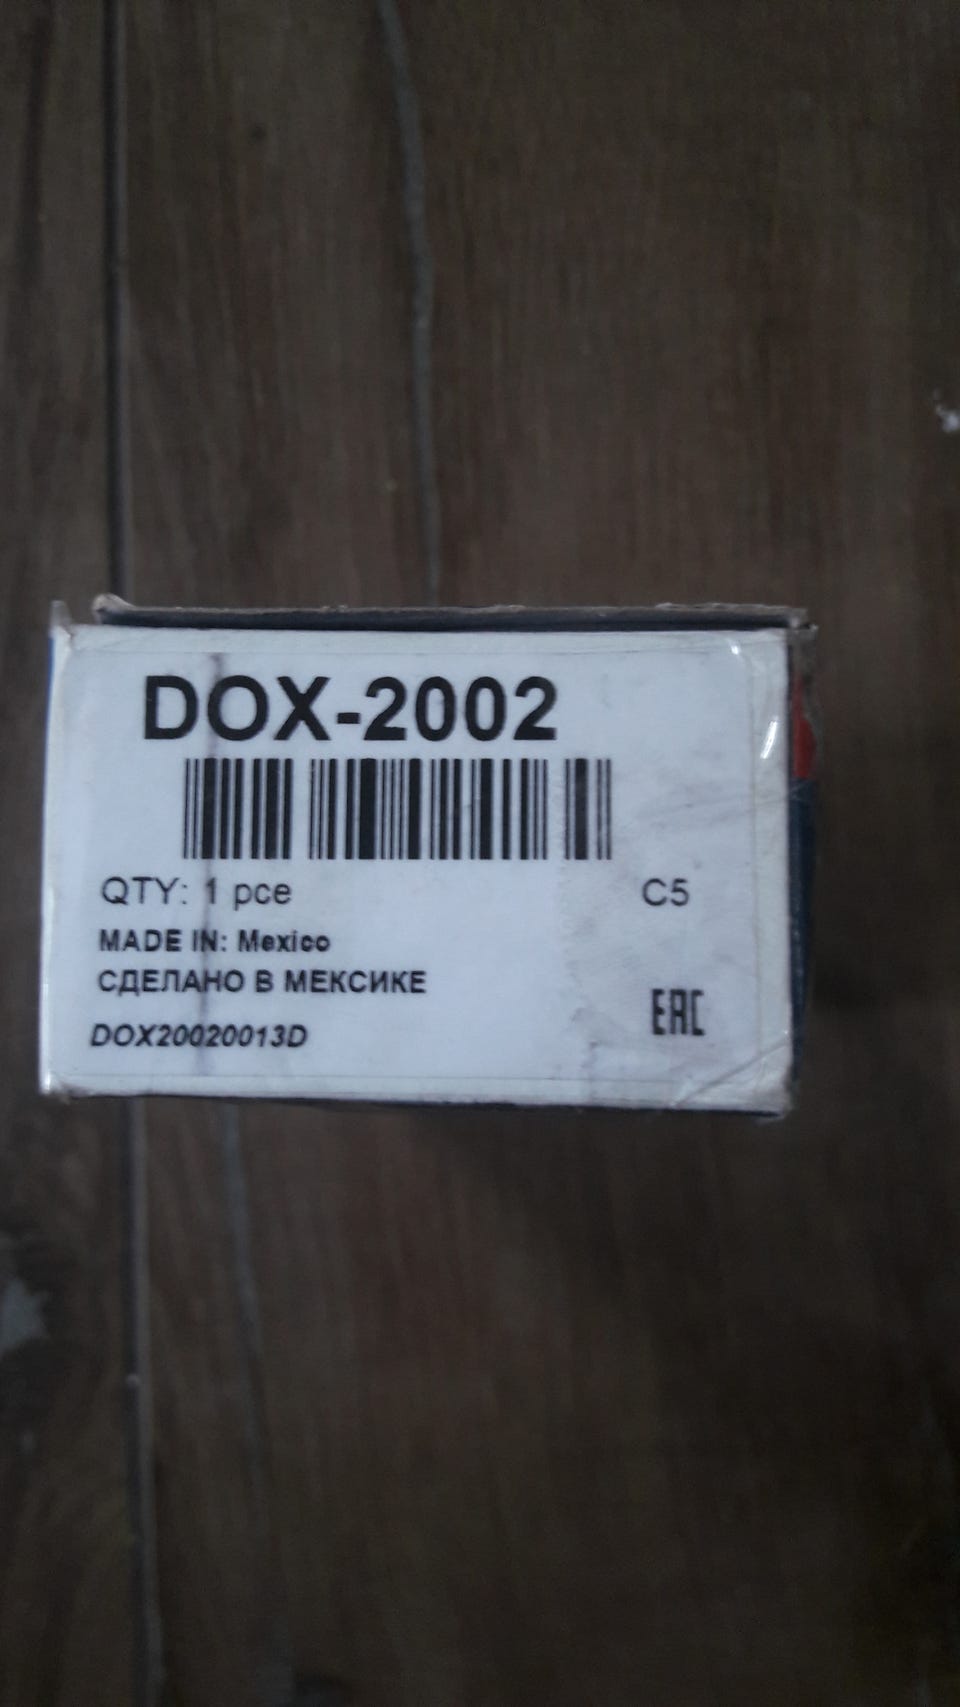 DOX-2002
QTY: 1 pce
C5
MADE IN: Mexico
СДЕЛАНО В МЕКСИКЕ
EAC
DOX20020013D